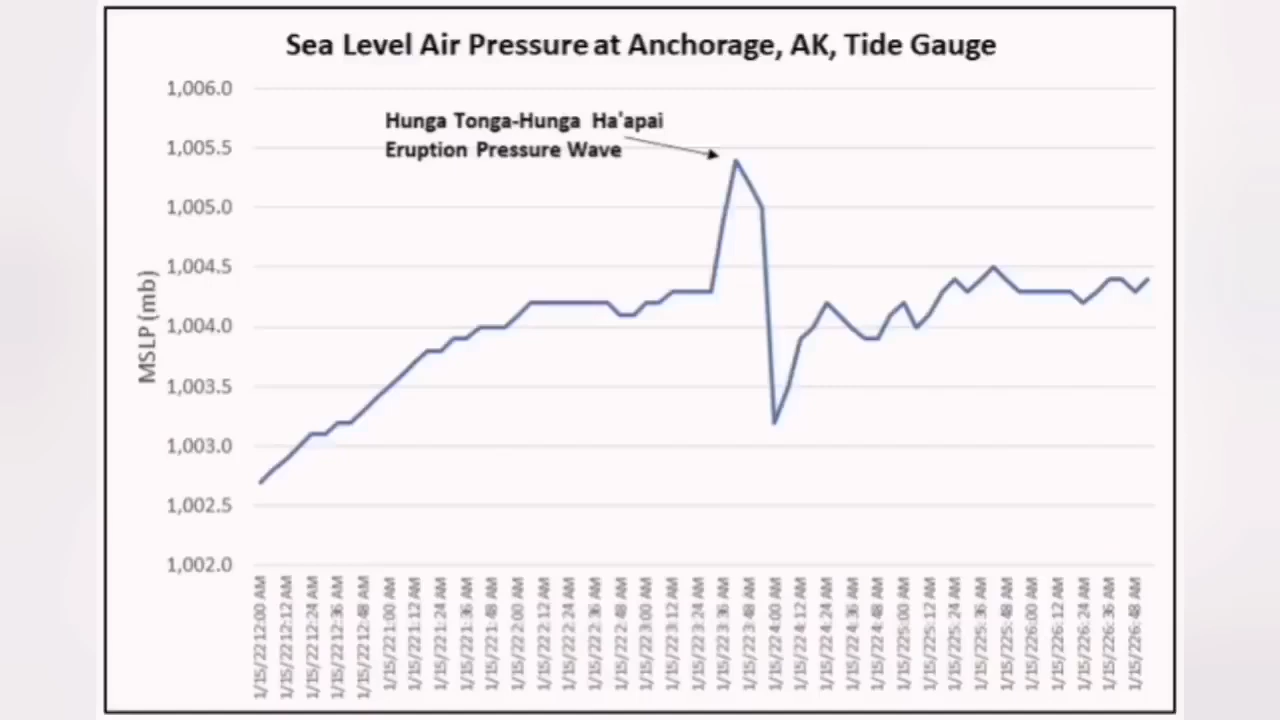 Sea Level Air Pressure at Anchorage, AK, Tide Gauge
1,006.0
Hunga Tonga-Hunga Ha'apai
Eruption Pressure Wave
1,005.5
1,005.0
1,004.5
1,004.0
1,003.5
1,003.0
1,002.5
1,002.0
MSLP (mb)
1/15/22 12:00 AM
1/15/22 12:12 AM
1/15/22 12:24 AM
1/15/22 12:36 AM
1/15/22 12:48 AM
1/15/22 1:00 AM
1/15/22 1:12 AM
1/15/22 1:24 AM
1/15/22 1:36 AM
1/15/22 1:48 AM
1/15/22 2:00 AM
1/15/22 2:12 AM
1/15/22 2:24 AM
1/15/22 2:36 AM
1/15/22 2:48 AM
1/15/22 3:00 AM
1/15/22 3:12 AM
1/15/22 3:24 AM
1/15/22 3:36 AM
1/15/22 3:48 AM
1/15/22 4:00 AM
1/15/22 4:12 AM
1/15/22 4:24 AM
1/15/22 4:36 AM
1/15/22 4:48 AM
1/15/22 5:00 AM
1/15/22 5:12 AM
1/15/22 5:24 AM
1/15/22 5:36 AM
1/15/22 5:48 AM
1/15/22 6:00 AM
1/15/22 6:12 AM
1/15/22 6:24 AM
1/15/22 6:36 AM
1/15/22 6:48 AM